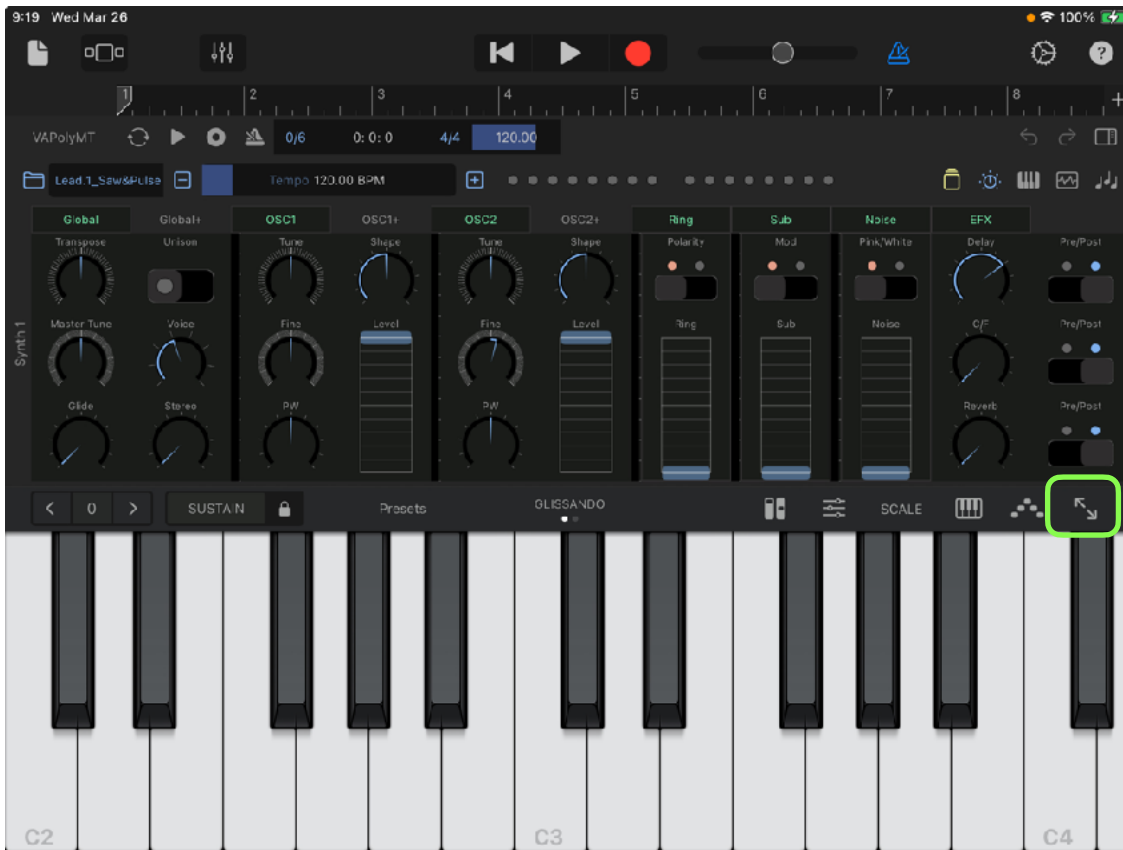 9:19 Wed Mar 26 100%
1 2 3 4 5 6 7 8 +
VAPolyMT 0/6 0: 0: 0 4/4 120.00
Lead.1_Saw&Pulse Tempo 120.00 BPM
Global Global+ OSC1 OSC1+ OSC2 OSC2+ Ring Sub Noise EFX
Transpose Unison Tune Shape Tune Shape Polarity Mod Pink/White Delay Pre/Post
Synth 1
Master Tune Voice Fine Level Fine Level Ring Sub Noise C/F Pre/Post
Glide Stereo PW PW Reverb Pre/Post
< 0 > SUSTAIN Presets GLISSANDO SCALE
C2 C3 C4